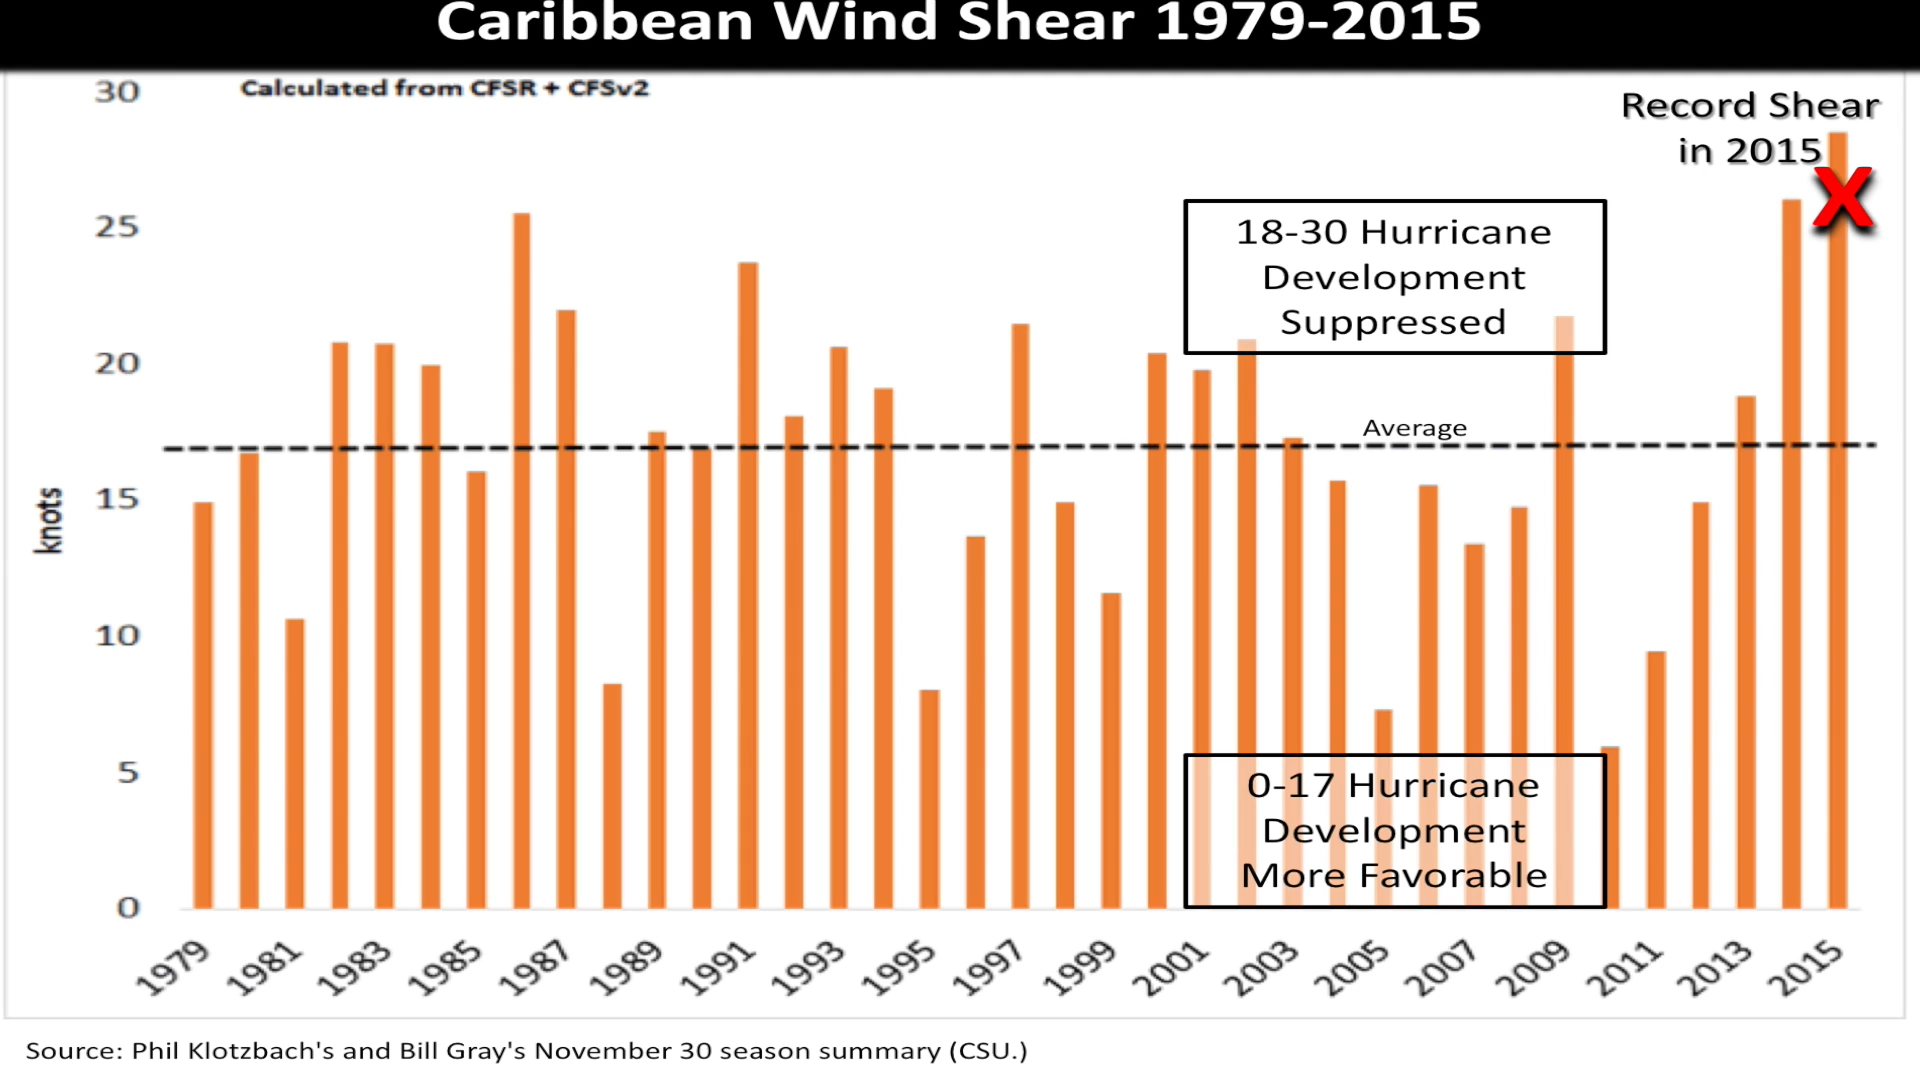 Caribbean Wind Shear 1979-2015
Calculated from CFSR + CFSv2
Record Shear
in 2015
X
18-30 Hurricane
Development
Suppressed
Average
0-17 Hurricane
Development
More Favorable
knots
30
25
20
15
10
5
0
1979
1981
1983
1985
1987
1989
1991
1993
1995
1997
1999
2001
2003
2005
2007
2009
2011
2013
2015
Source: Phil Klotzbach's and Bill Gray's November 30 season summary (CSU.)